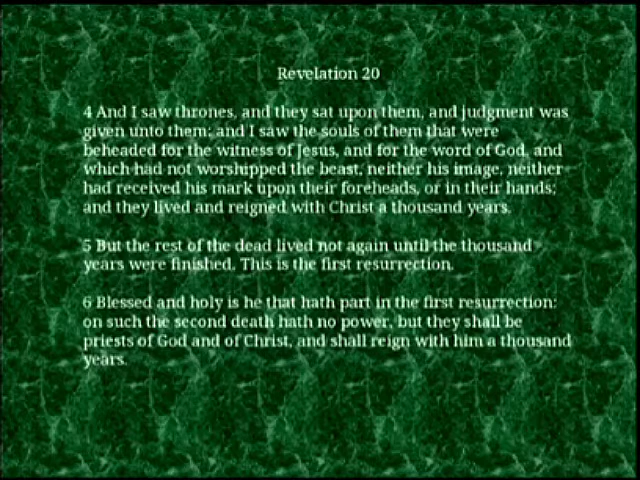 Revelation 20
4 And I saw thrones, and they sat upon them, and judgment was
given unto them: and I saw the souls of them that were
beheaded for the witness of Jesus, and for the word of God, and
which had not worshipped the beast, neither his image, neither
had received his mark upon their foreheads, or in their hands;
and they lived and reigned with Christ a thousand years.
5 But the rest of the dead lived not again until the thousand
years were finished. This is the first resurrection.
6 Blessed and holy is he that hath part in the first resurrection:
on such the second death hath no power, but they shall be
priests of God and of Christ, and shall reign with him a thousand
years.